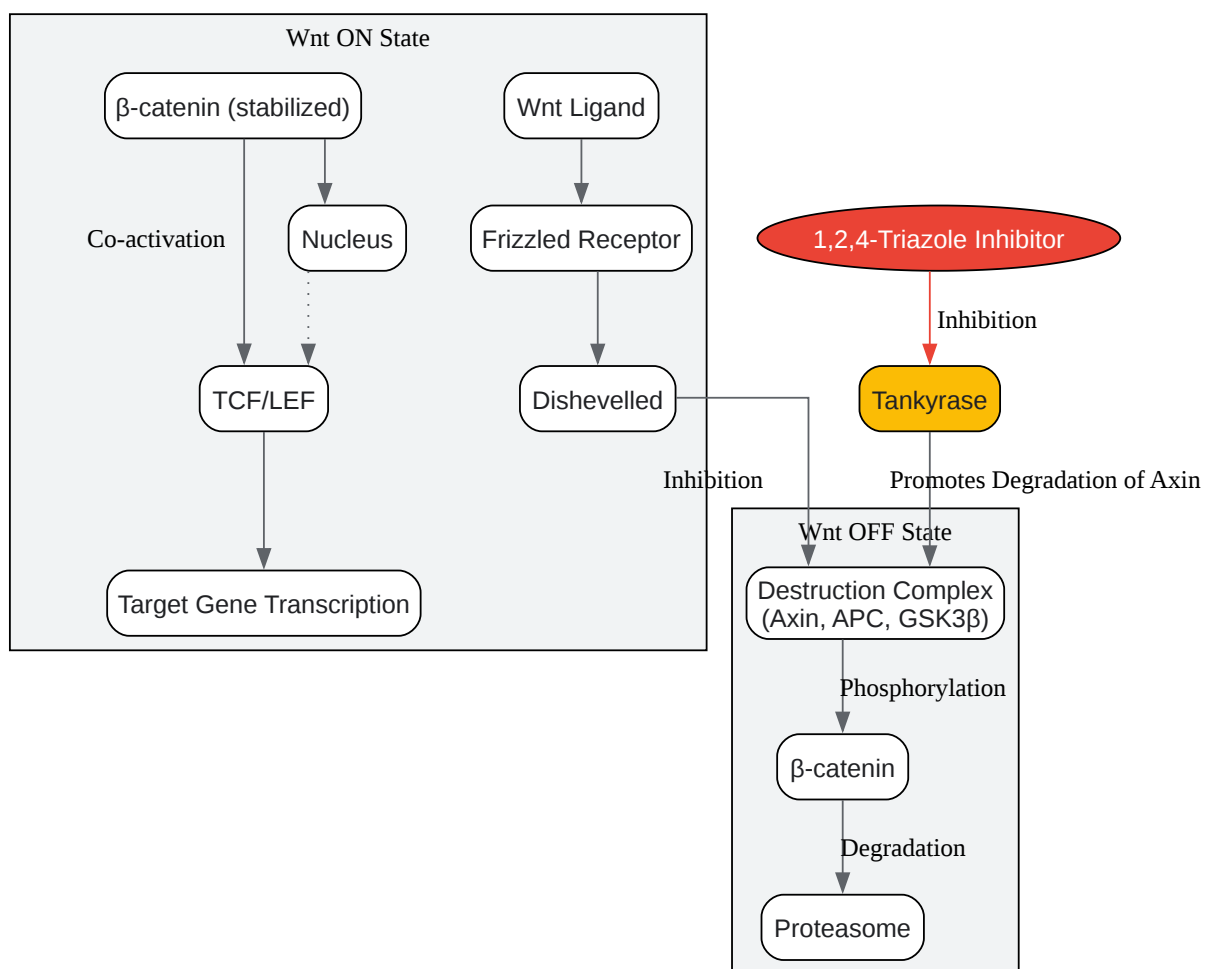 Wnt ON State
β-catenin (stabilized)
Wnt Ligand
Co-activation
Nucleus
Frizzled Receptor
1,2,4-Triazole Inhibitor
Inhibition
TCF/LEF
Dishevelled
Tankyrase
Inhibition
Promotes Degradation of Axin
Wnt OFF State
Target Gene Transcription
Destruction Complex
(Axin, APC, GSK3β)
Phosphorylation
β-catenin
Degradation
Proteasome